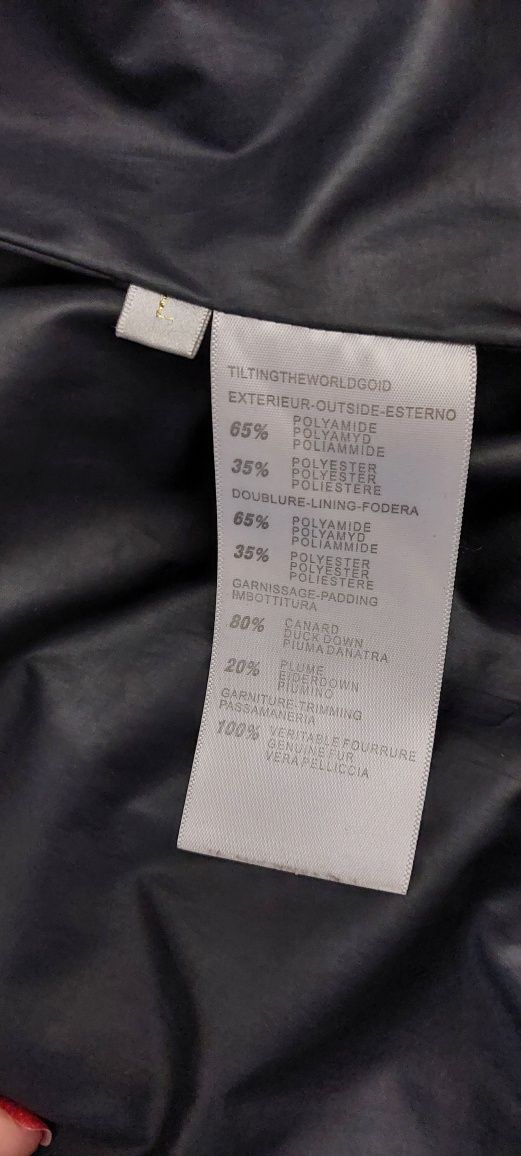 TILTINGTHEWORLDGOID
EXTERIEUR-OUTSIDE-ESTERNO
65% POLYAMIDE
POLYAMYD
POLIAMMIDE
35% POLYESTER
POLYESTER
POLIESTERE
DOUBLURE-LINING-FODERA
65% POLYAMIDE
POLYAMYD
POLIAMMIDE
35% POLYESTER
POLYESTER
POLIESTERE
GARNISSAGE-PADDING
IMBOTTITURA
80% CANARD
DUCK DOWN
PIUMA DANATRA
20% PLUME
EIDERDOWN
PIUMINO
GARNITURE-TRIMMING
PASSAMANERIA
100% VERITABLE FOURRURE
GENUINE FUR
VERA PELLICCIA